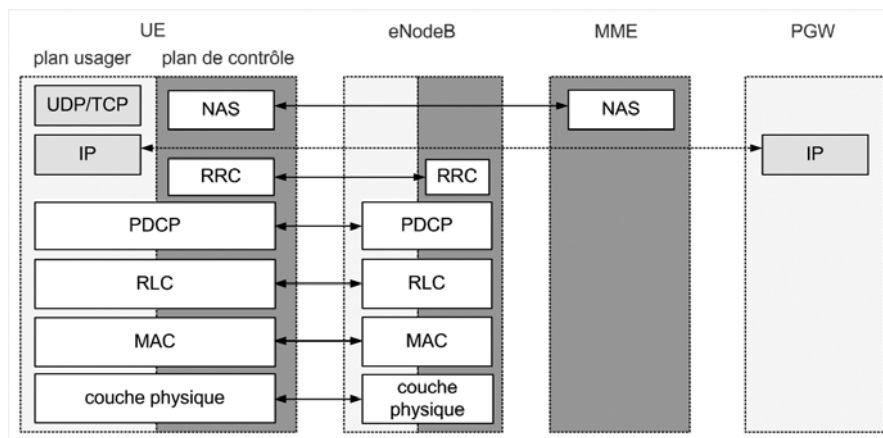 UE
eNodeB
MME
PGW
plan usager
plan de contrôle
UDP/TCP
NAS
NAS
IP
IP
RRC
RRC
PDCP
PDCP
RLC
RLC
MAC
MAC
couche physique
couche
physique